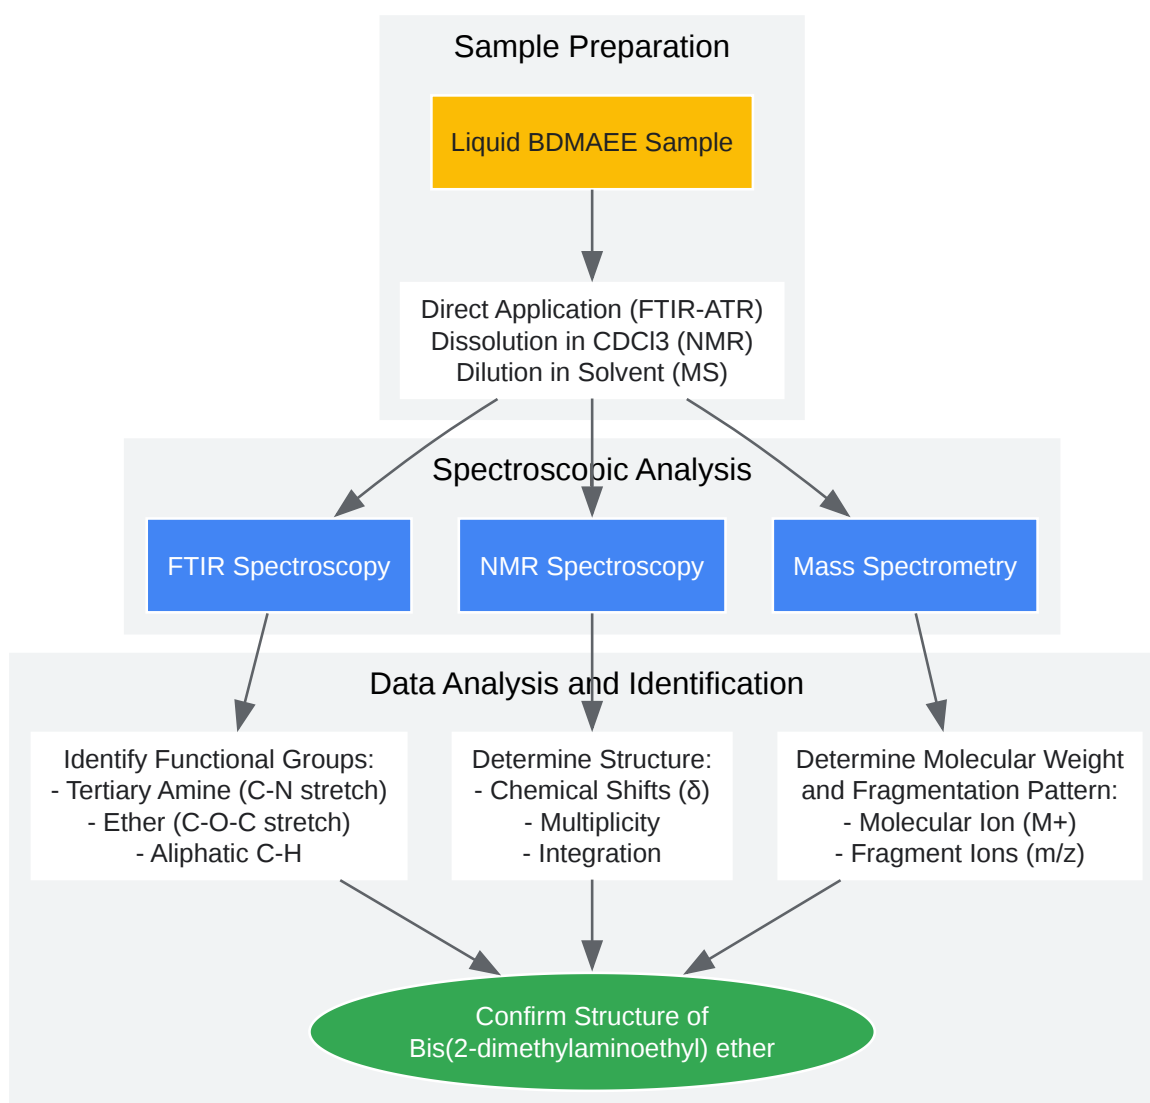 Sample Preparation
Liquid BDMAEE Sample
Direct Application (FTIR-ATR)
Dissolution in CDCl3 (NMR)
Dilution in Solvent (MS)
Spectroscopic Analysis
FTIR Spectroscopy
NMR Spectroscopy
Mass Spectrometry
Data Analysis and Identification
Identify Functional Groups:
- Tertiary Amine (C-N stretch)
- Ether (C-O-C stretch)
- Aliphatic C-H
Determine Structure:
- Chemical Shifts (δ)
- Multiplicity
- Integration
Determine Molecular Weight
and Fragmentation Pattern:
- Molecular Ion (M+)
- Fragment Ions (m/z)
Confirm Structure of
Bis(2-dimethylaminoethyl) ether